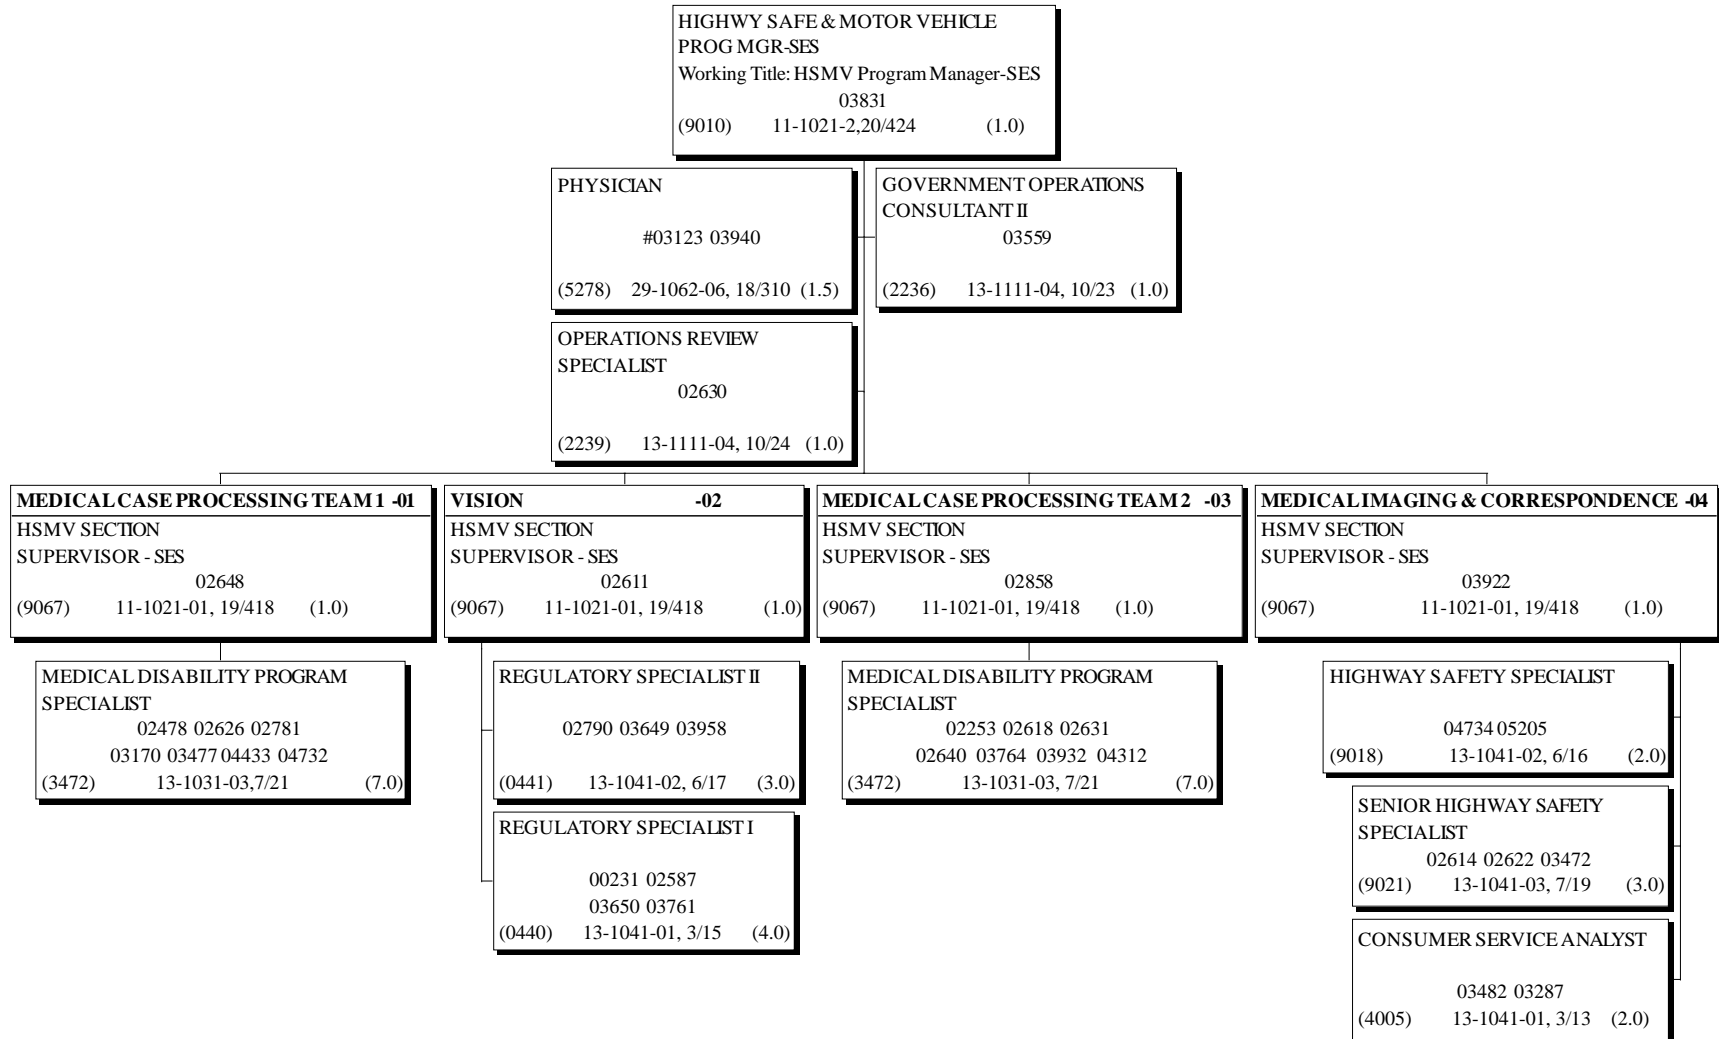 HIGHWY SAFE & MOTOR VEHICLE
PROG MGR-SES
Working Title: HSMV Program Manager-SES
03831
(9010) 11-1021-2,20/424 (1.0)
PHYSICIAN
#03123 03940
(5278) 29-1062-06, 18/310 (1.5)
GOVERNMENT OPERATIONS
CONSULTANT II
03559
(2236) 13-1111-04, 10/23 (1.0)
OPERATIONS REVIEW
SPECIALIST
02630
(2239) 13-1111-04, 10/24 (1.0)
MEDICAL CASE PROCESSING TEAM 1 -01
HSMV SECTION
SUPERVISOR - SES
02648
(9067) 11-1021-01, 19/418 (1.0)
MEDICAL DISABILITY PROGRAM
SPECIALIST
02478 02626 02781
03170 03477 04433 04732
(3472) 13-1031-03,7/21 (7.0)
VISION -02
HSMV SECTION
SUPERVISOR - SES
02611
(9067) 11-1021-01, 19/418 (1.0)
REGULATORY SPECIALIST II
02790 03649 03958
(0441) 13-1041-02, 6/17 (3.0)
REGULATORY SPECIALIST I
00231 02587
03650 03761
(0440) 13-1041-01, 3/15 (4.0)
MEDICAL CASE PROCESSING TEAM 2 -03
HSMV SECTION
SUPERVISOR - SES
02858
(9067) 11-1021-01, 19/418 (1.0)
MEDICAL DISABILITY PROGRAM
SPECIALIST
02253 02618 02631
02640 03764 03932 04312
(3472) 13-1031-03, 7/21 (7.0)
MEDICAL IMAGING & CORRESPONDENCE -04
HSMV SECTION
SUPERVISOR - SES
03922
(9067) 11-1021-01, 19/418 (1.0)
HIGHWAY SAFETY SPECIALIST
04734 05205
(9018) 13-1041-02, 6/16 (2.0)
SENIOR HIGHWAY SAFETY
SPECIALIST
02614 02622 03472
(9021) 13-1041-03, 7/19 (3.0)
CONSUMER SERVICE ANALYST
03482 03287
(4005) 13-1041-01, 3/13 (2.0)